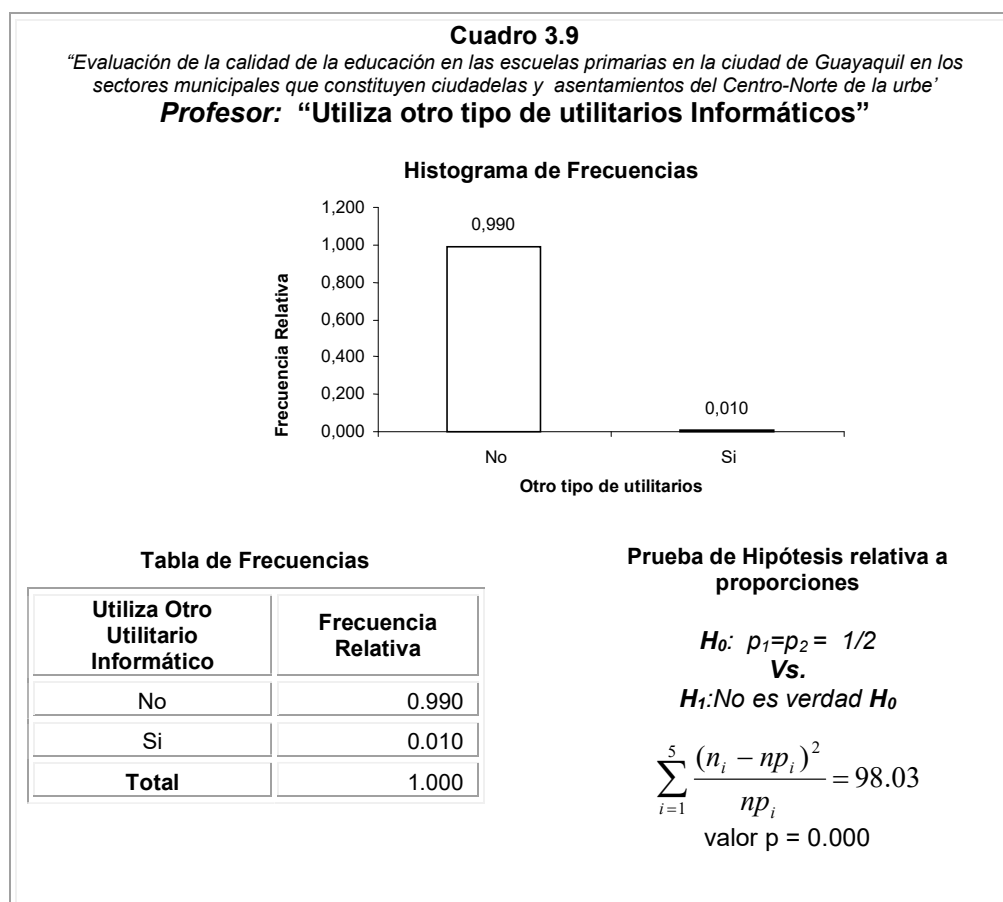 Cuadro 3.9
“Evaluación de la calidad de la educación en las escuelas primarias en la ciudad de Guayaquil en los
sectores municipales que constituyen ciudadelas y asentamientos del Centro-Norte de la urbe’
Profesor: “Utiliza otro tipo de utilitarios Informáticos”
Histograma de Frecuencias
Frecuencia Relativa
1,200
1,000
0,800
0,600
0,400
0,200
0,000
0,990
0,010
No
Si
Otro tipo de utilitarios
Tabla de Frecuencias
Utiliza Otro
Utilitario
Informático
Frecuencia
Relativa
No 0.990
Si 0.010
Total 1.000
Prueba de Hipótesis relativa a
proporciones
H₀: p₁=p₂ = 1/2
Vs.
H₁:No es verdad H₀
∑_{i=1}^{5} (n_i − np_i)² / np_i = 98.03
valor p = 0.000